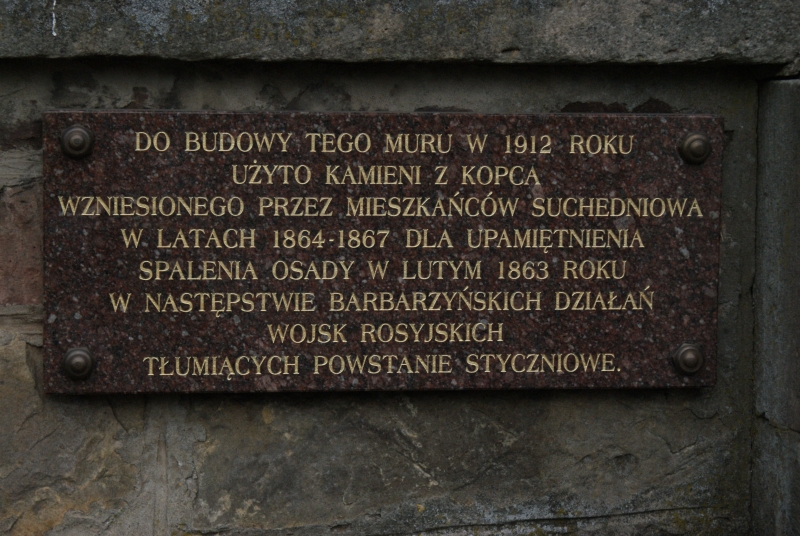 DO BUDOWY TEGO MURU W 1912 ROKU
UŻYTO KAMIENI Z KOPCA
WZNIESIONEGO PRZEZ MIESZKAŃCÓW SUCHEDNIOWA
W LATACH 1864-1867 DLA UPAMIĘTNIENIA
SPALENIA OSADY W LUTYM 1863 ROKU
W NASTĘPSTWIE BARBARZYŃSKICH DZIAŁAŃ
WOJSK ROSYJSKICH
TŁUMIĄCYCH POWSTANIE STYCZNIOWE.